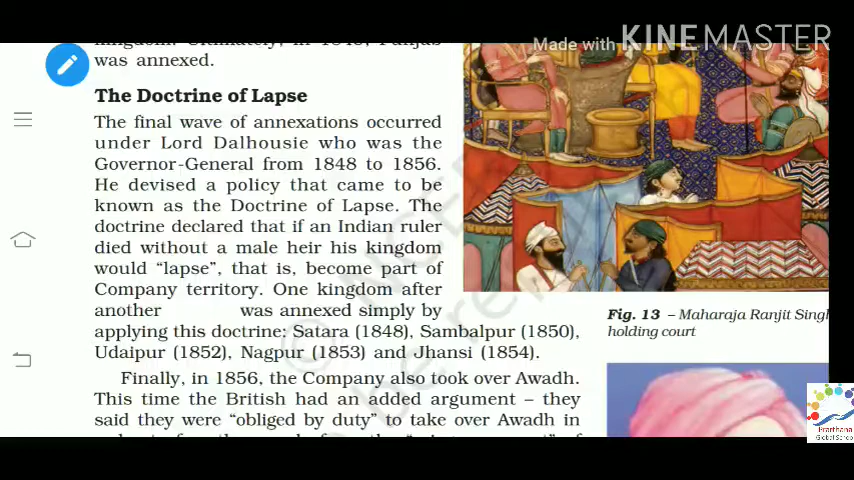 Made with KINEMASTER
was annexed.
The Doctrine of Lapse
The final wave of annexations occurred
under Lord Dalhousie who was the
Governor-General from 1848 to 1856.
He devised a policy that came to be
known as the Doctrine of Lapse. The
doctrine declared that if an Indian ruler
died without a male heir his kingdom
would “lapse”, that is, become part of
Company territory. One kingdom after
another was annexed simply by
applying this doctrine: Satara (1848), Sambalpur (1850),
Udaipur (1852), Nagpur (1853) and Jhansi (1854).
Finally, in 1856, the Company also took over Awadh.
This time the British had an added argument – they
said they were “obliged by duty” to take over Awadh in
Fig. 13 – Maharaja Ranjit Singh
holding court
Prarthana
Global School